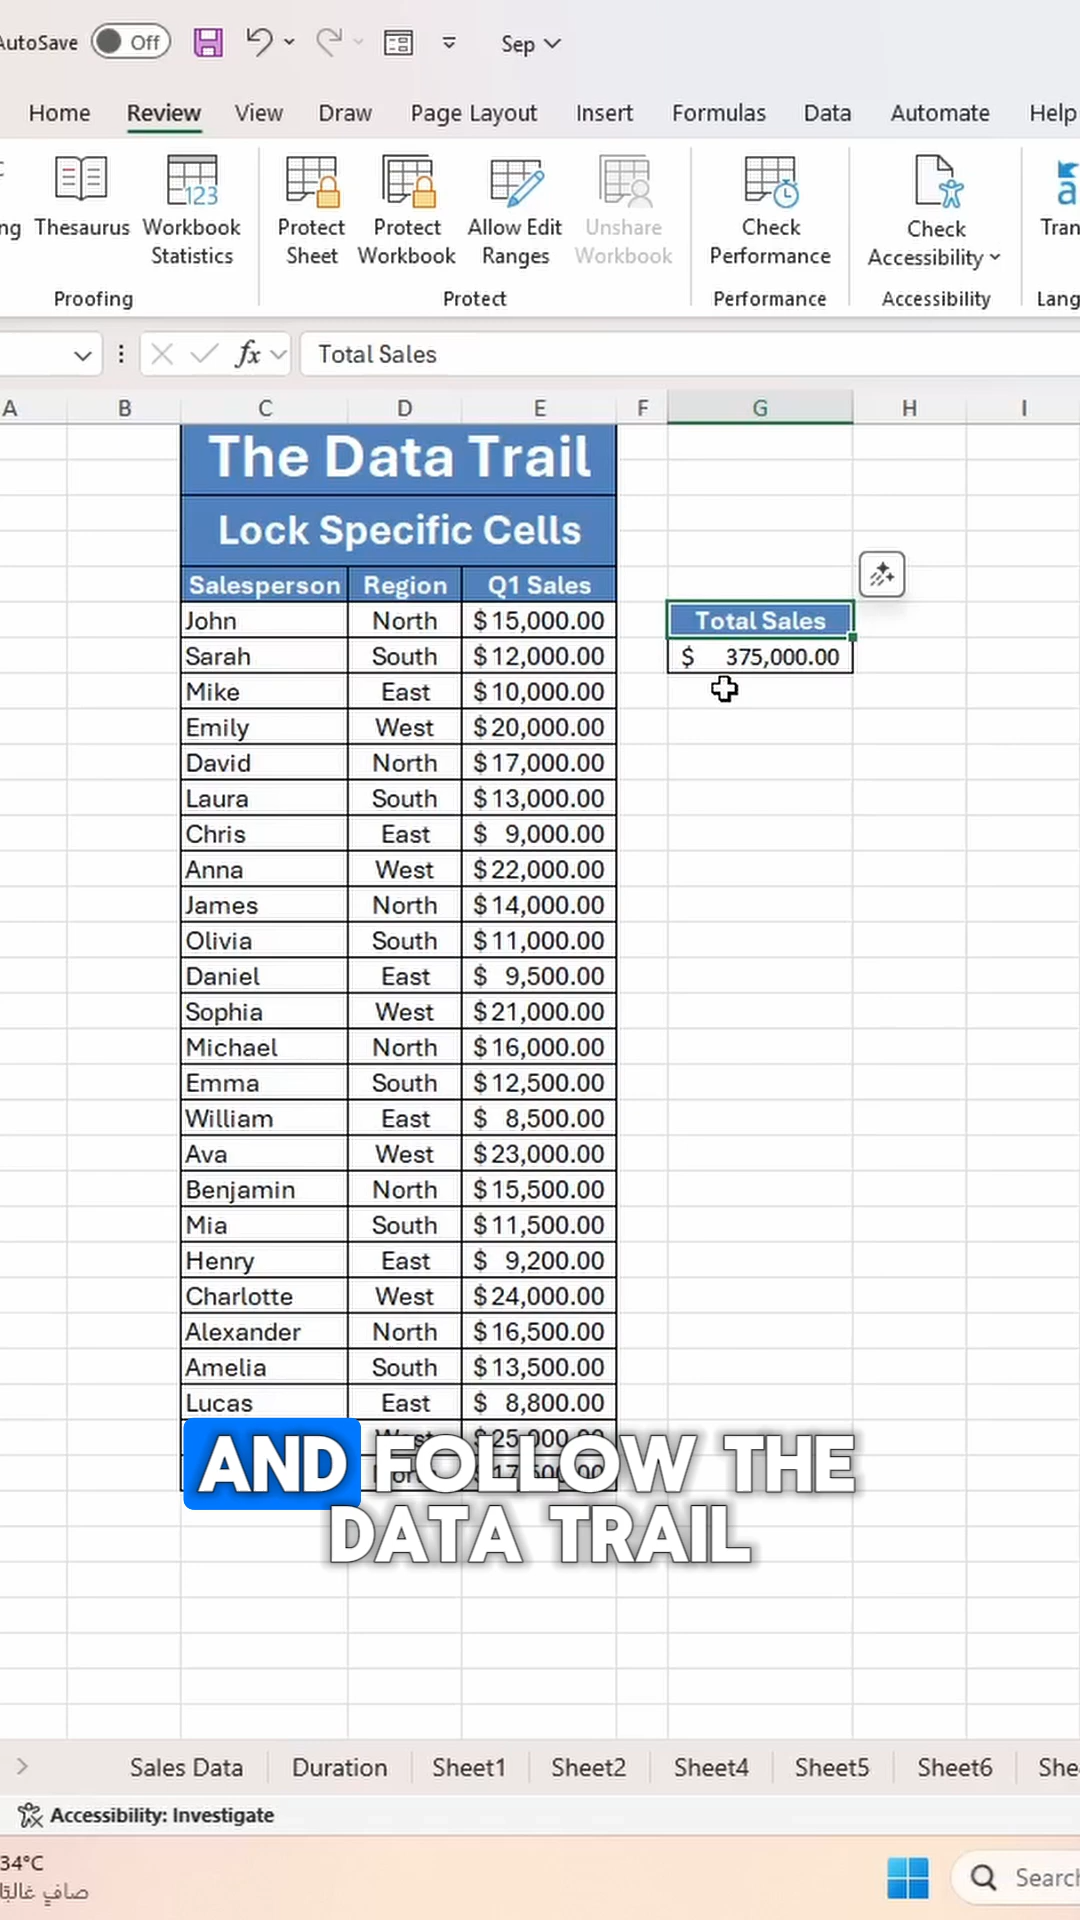 AutoSave Off Sep
Home Review View Draw Page Layout Insert Formulas Data Automate Help
Thesaurus Workbook Statistics Protect Sheet Protect Workbook Allow Edit Ranges Unshare Workbook Check Performance Check Accessibility
Proofing Protect Performance Accessibility
fx Total Sales
A B C D E F G H I
The Data Trail
Lock Specific Cells
Salesperson Region Q1 Sales
John North $15,000.00 Total Sales
Sarah South $12,000.00 $ 375,000.00
Mike East $10,000.00
Emily West $20,000.00
David North $17,000.00
Laura South $13,000.00
Chris East $ 9,000.00
Anna West $22,000.00
James North $14,000.00
Olivia South $11,000.00
Daniel East $ 9,500.00
Sophia West $21,000.00
Michael North $16,000.00
Emma South $12,500.00
William East $ 8,500.00
Ava West $23,000.00
Benjamin North $15,500.00
Mia South $11,500.00
Henry East $ 9,200.00
Charlotte West $24,000.00
Alexander North $16,500.00
Amelia South $13,500.00
Lucas East $ 8,800.00
West $25,000.00
AND FOLLOW THE
DATA TRAIL
Sales Data Duration Sheet1 Sheet2 Sheet4 Sheet5 Sheet6
Accessibility: Investigate
34°C
صافٍ غالبًا
Search